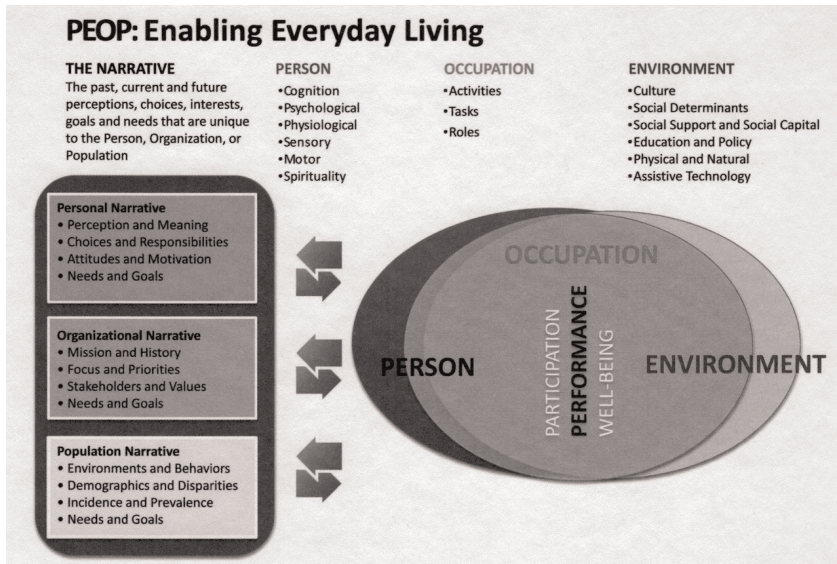 PEOP: Enabling Everyday Living
THE NARRATIVE
The past, current and future
perceptions, choices, interests,
goals and needs that are unique
to the Person, Organization, or
Population
PERSON
•Cognition
•Psychological
•Physiological
•Sensory
•Motor
•Spirituality
OCCUPATION
•Activities
•Tasks
•Roles
ENVIRONMENT
•Culture
•Social Determinants
•Social Support and Social Capital
•Education and Policy
•Physical and Natural
•Assistive Technology
Personal Narrative
• Perception and Meaning
• Choices and Responsibilities
• Attitudes and Motivation
• Needs and Goals
Organizational Narrative
• Mission and History
• Focus and Priorities
• Stakeholders and Values
• Needs and Goals
Population Narrative
• Environments and Behaviors
• Demographics and Disparities
• Incidence and Prevalence
• Needs and Goals
OCCUPATION
PERSON
PARTICIPATION
PERFORMANCE
WELL-BEING
ENVIRONMENT